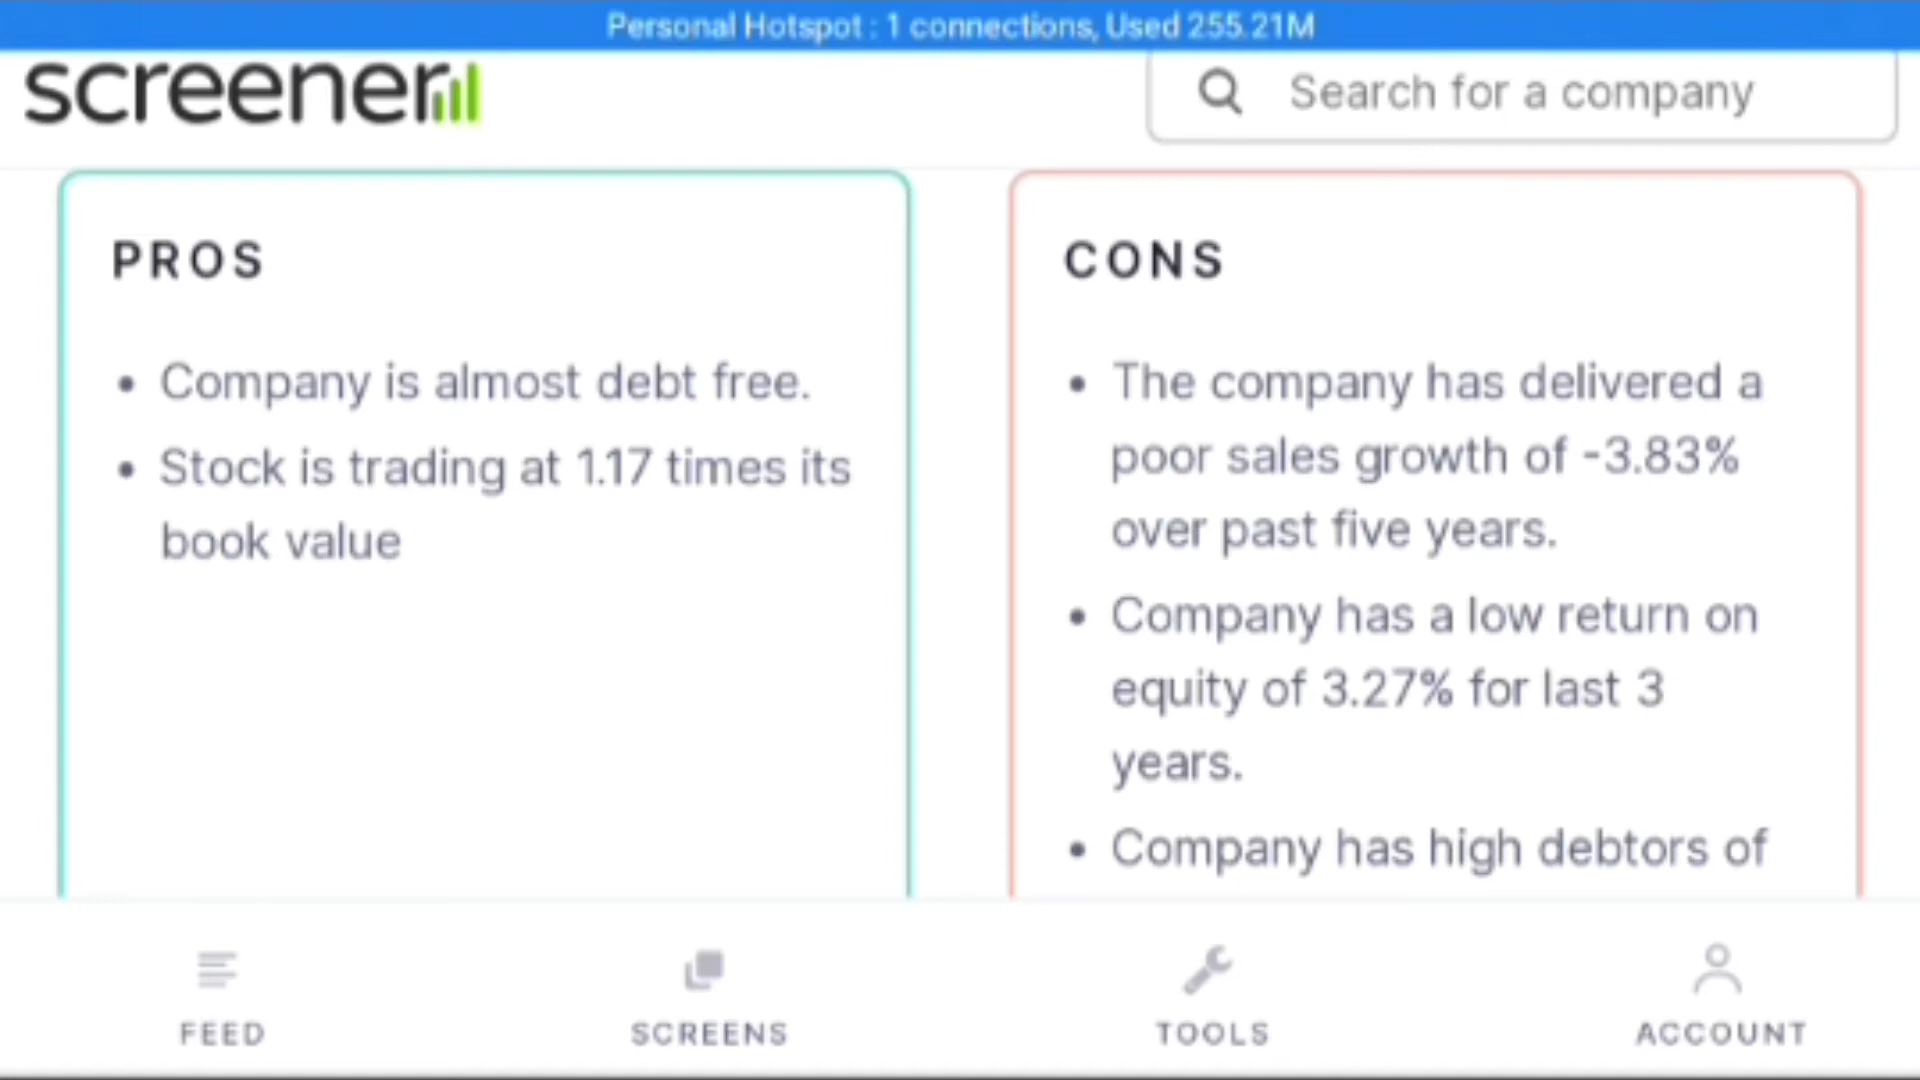 Personal Hotspot : 1 connections, Used 255.21M
screener
Search for a company
PROS
• Company is almost debt free.
• Stock is trading at 1.17 times its
book value
CONS
• The company has delivered a
poor sales growth of -3.83%
over past five years.
• Company has a low return on
equity of 3.27% for last 3
years.
• Company has high debtors of
FEED
SCREENS
TOOLS
ACCOUNT